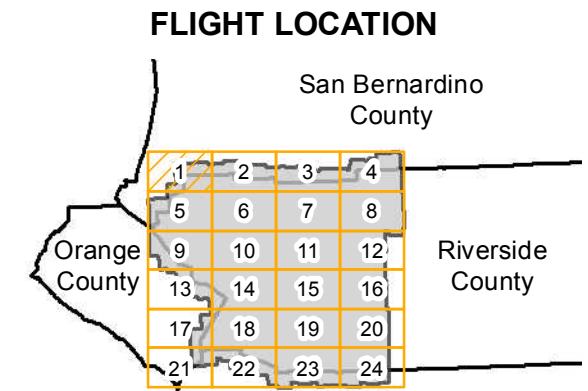 FLIGHT LOCATION
San Bernardino
County
1 2 3 4
5 6 7 8
Orange
County
9 10 11 12
Riverside
County
13 14 15 16
17 18 19 20
21 22 23 24